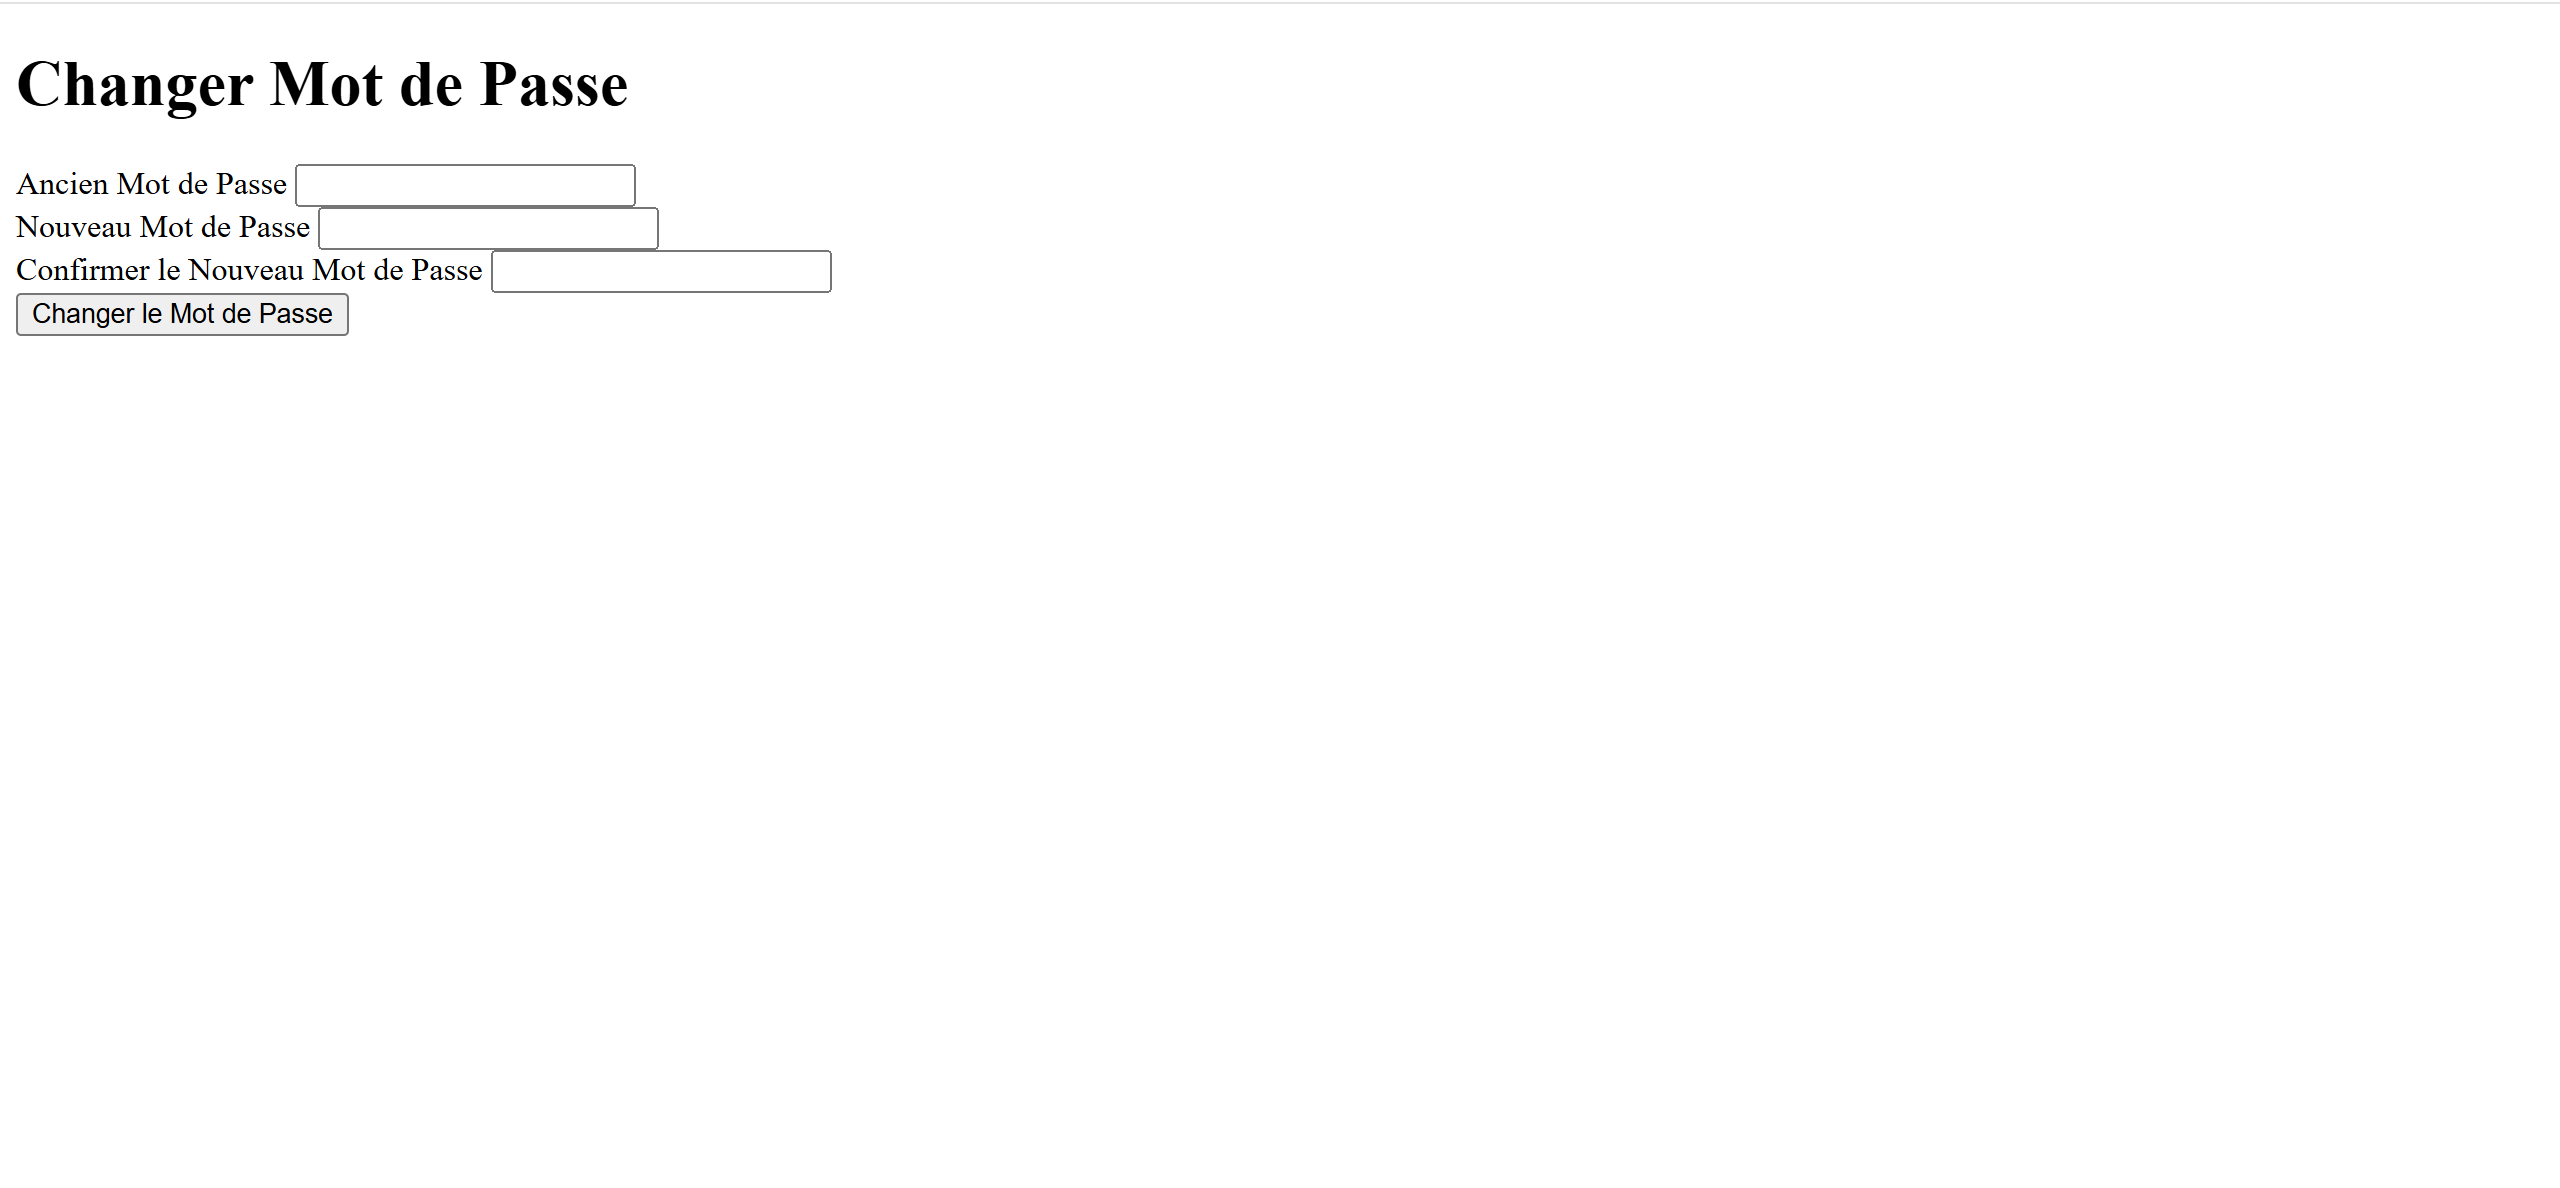 Changer Mot de Passe
Ancien Mot de Passe
Nouveau Mot de Passe
Confirmer le Nouveau Mot de Passe
Changer le Mot de Passe